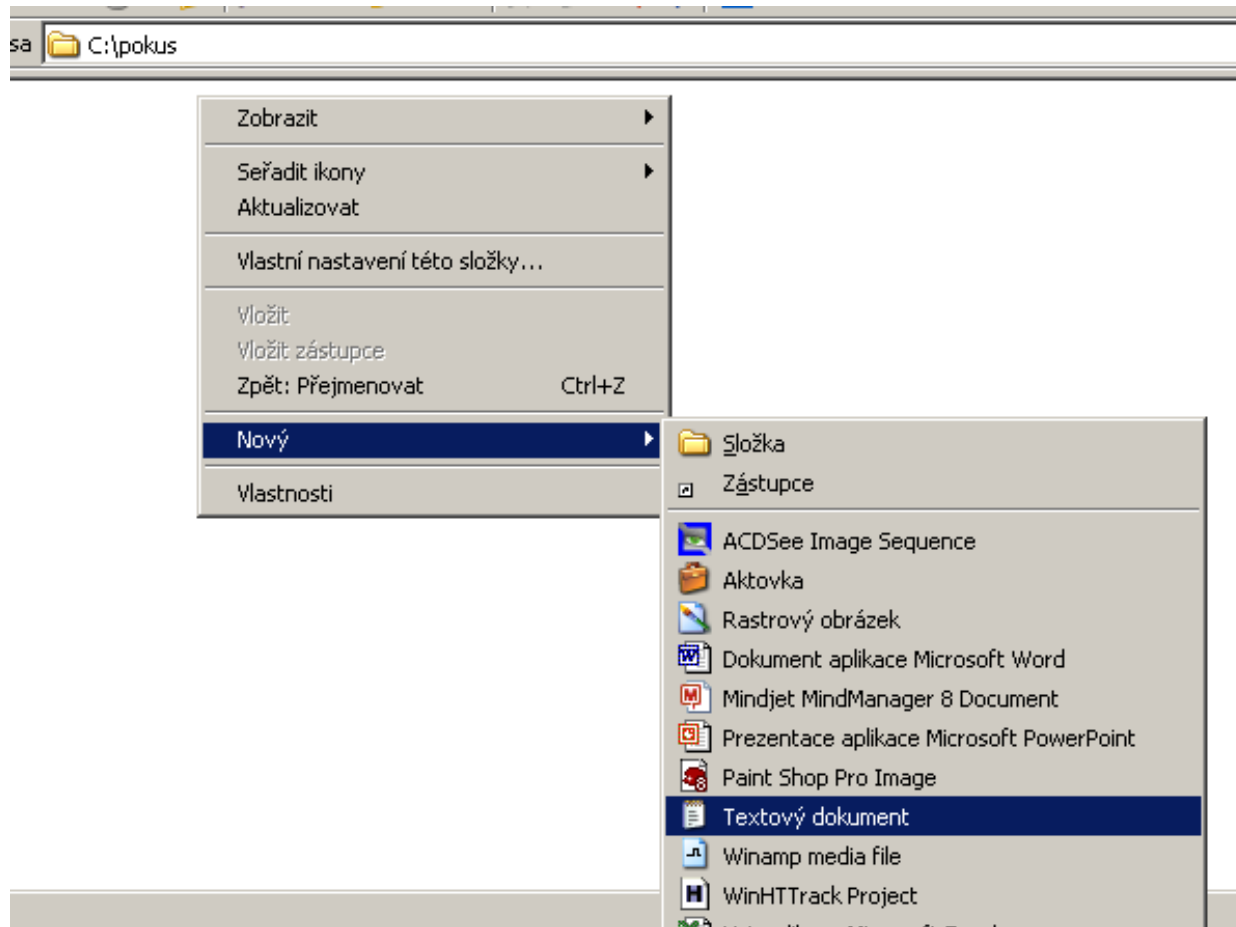 sa C:\pokus
Zobrazit
Seřadit ikony
Aktualizovat
Vlastní nastavení této složky...
Vložit
Vložit zástupce
Zpět: Přejmenovat Ctrl+Z
Nový
Vlastnosti
Složka
Zástupce
ACDSee Image Sequence
Aktovka
Rastrový obrázek
Dokument aplikace Microsoft Word
Mindjet MindManager 8 Document
Prezentace aplikace Microsoft PowerPoint
Paint Shop Pro Image
Textový dokument
Winamp media file
WinHTTrack Project